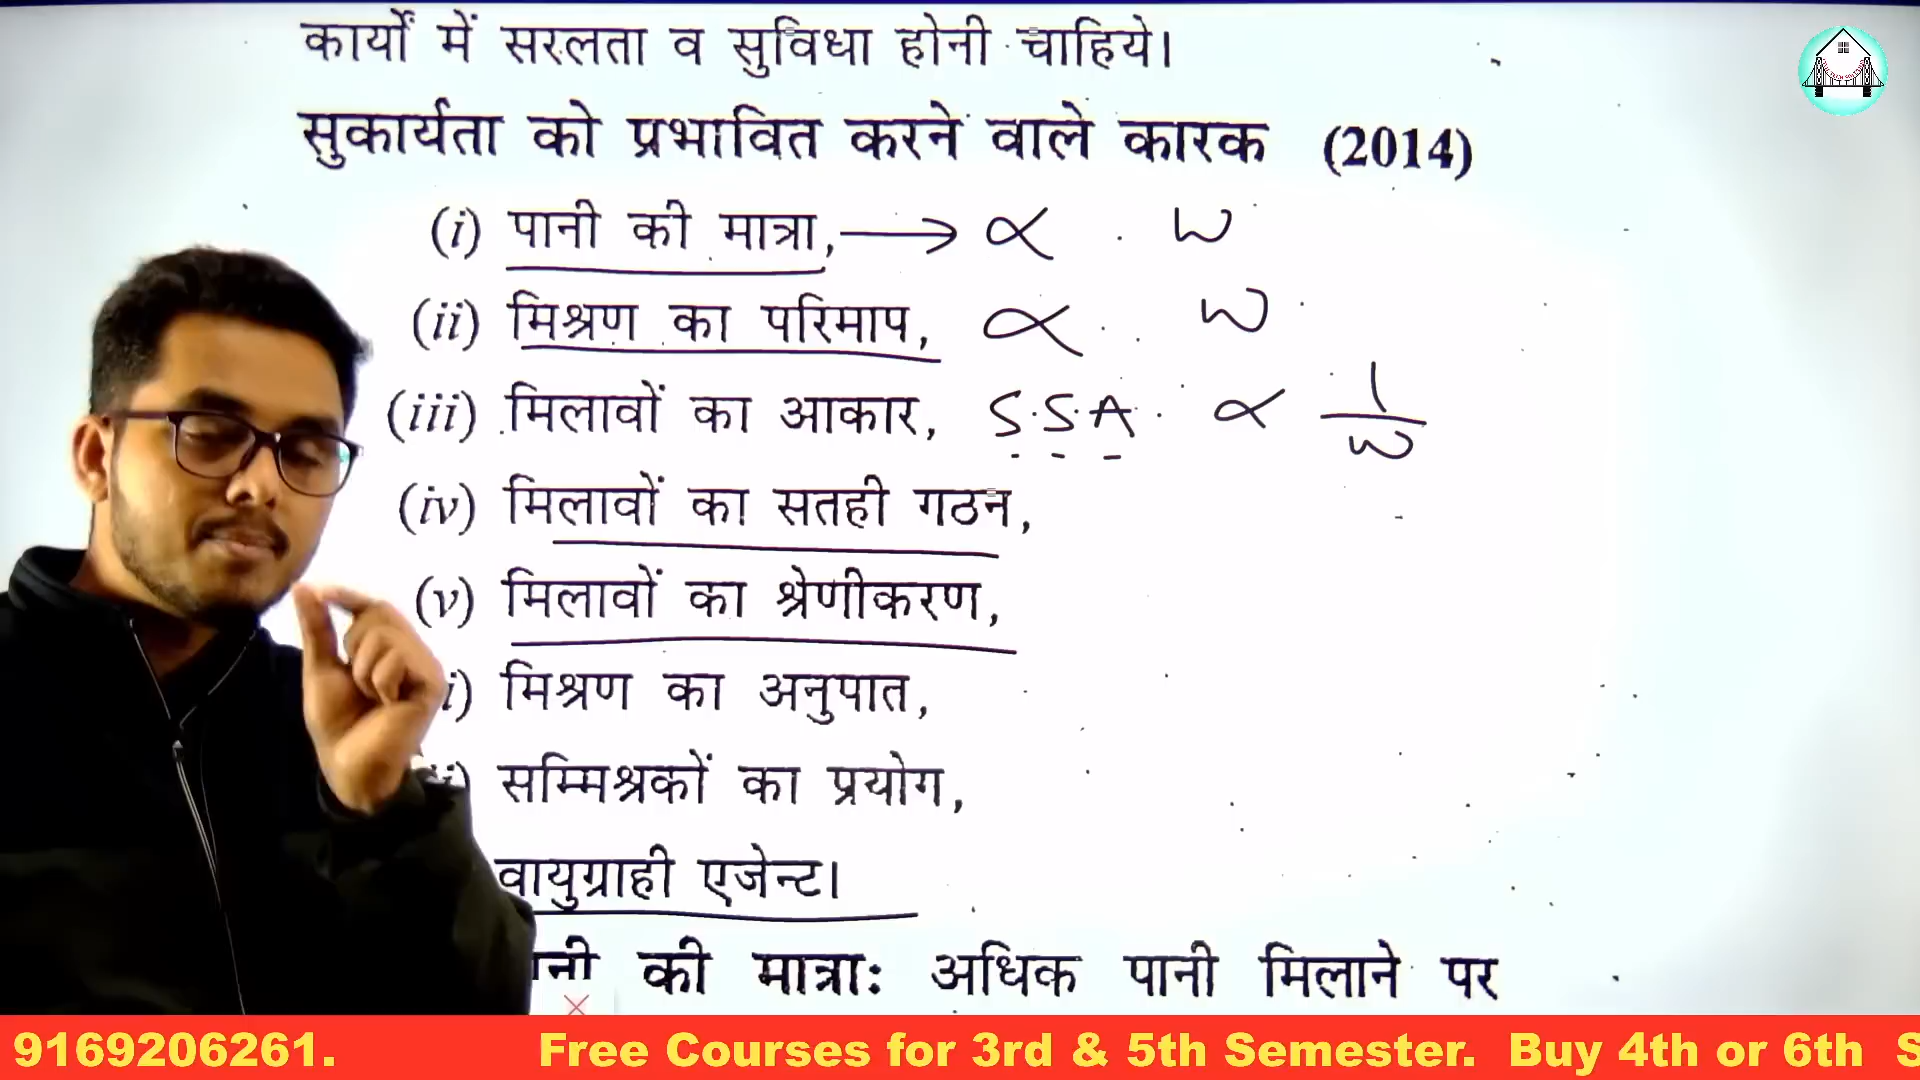 कार्यों में सरलता व सुविधा होनी चाहिये।
सुकार्यता को प्रभावित करने वाले कारक (2014)
(i) पानी की मात्रा, → ∝ W
(ii) मिश्रण का परिमाप, ∝ W
(iii) मिलावों का आकार, S.S.A. ∝ 1/W
(iv) मिलावों का सतही गठन,
(v) मिलावों का श्रेणीकरण,
i) मिश्रण का अनुपात,
i) सम्मिश्रकों का प्रयोग,
वायुग्राही एजेन्ट।
नी की मात्रा: अधिक पानी मिलाने पर
9169206261. Free Courses for 3rd & 5th Semester. Buy 4th or 6th S